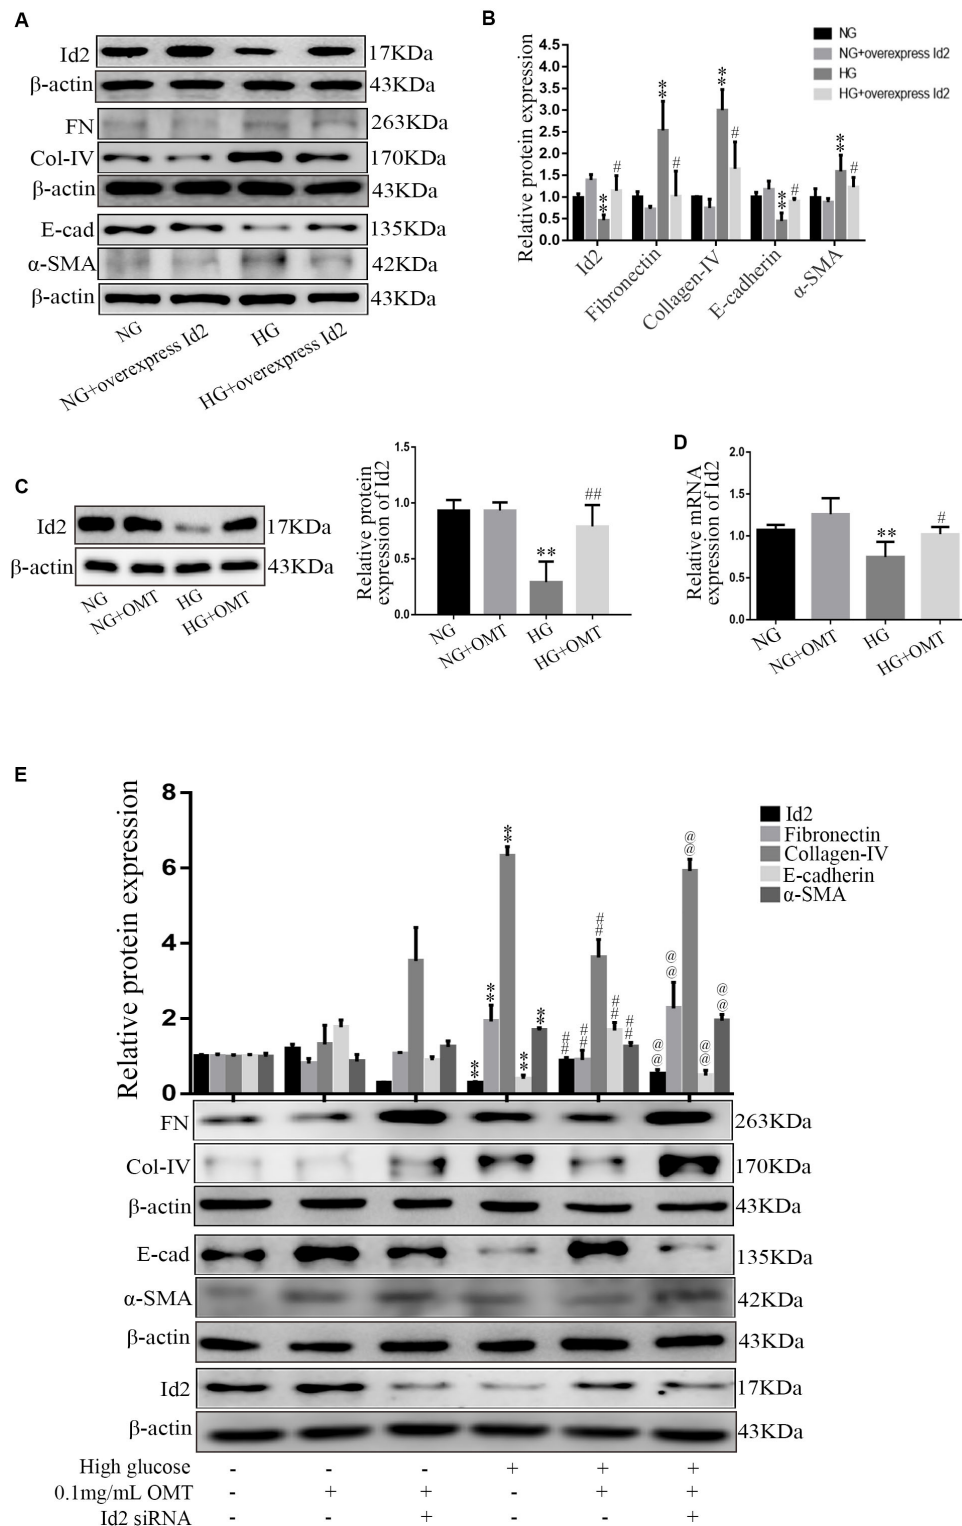 A
Id2 17KDa
β-actin 43KDa
FN 263KDa
Col-IV 170KDa
β-actin 43KDa
E-cad 135KDa
α-SMA 42KDa
β-actin 43KDa
NG NG+overexpress Id2 HG HG+overexpress Id2
B
Relative protein expression
4.5
4.0
3.5
3.0
2.5
2.0
1.5
1.0
0.5
0.0
** # ** # ** # ** # ** #
Id2 Fibronectin Collagen-IV E-cadherin α-SMA
NG
NG+overexpress Id2
HG
HG+overexpress Id2
C
Id2 17KDa
β-actin 43KDa
NG NG+OMT HG HG+OMT
Relative protein
expression of Id2
1.5
1.0
0.5
0.0
** ##
NG NG+OMT HG HG+OMT
D
Relative mRNA
expression of Id2
2.0
1.5
1.0
0.5
0.0
** #
NG NG+OMT HG HG+OMT
E
Relative protein expression
8
6
4
2
0
** ** ** ** ** ## ## ## ## ## @@ @@ @@ @@ @@
Id2
Fibronectin
Collagen-IV
E-cadherin
α-SMA
FN 263KDa
Col-IV 170KDa
β-actin 43KDa
E-cad 135KDa
α-SMA 42KDa
β-actin 43KDa
Id2 17KDa
β-actin 43KDa
High glucose - - - + + +
0.1mg/mL OMT - + + - + +
Id2 siRNA - - + - - +